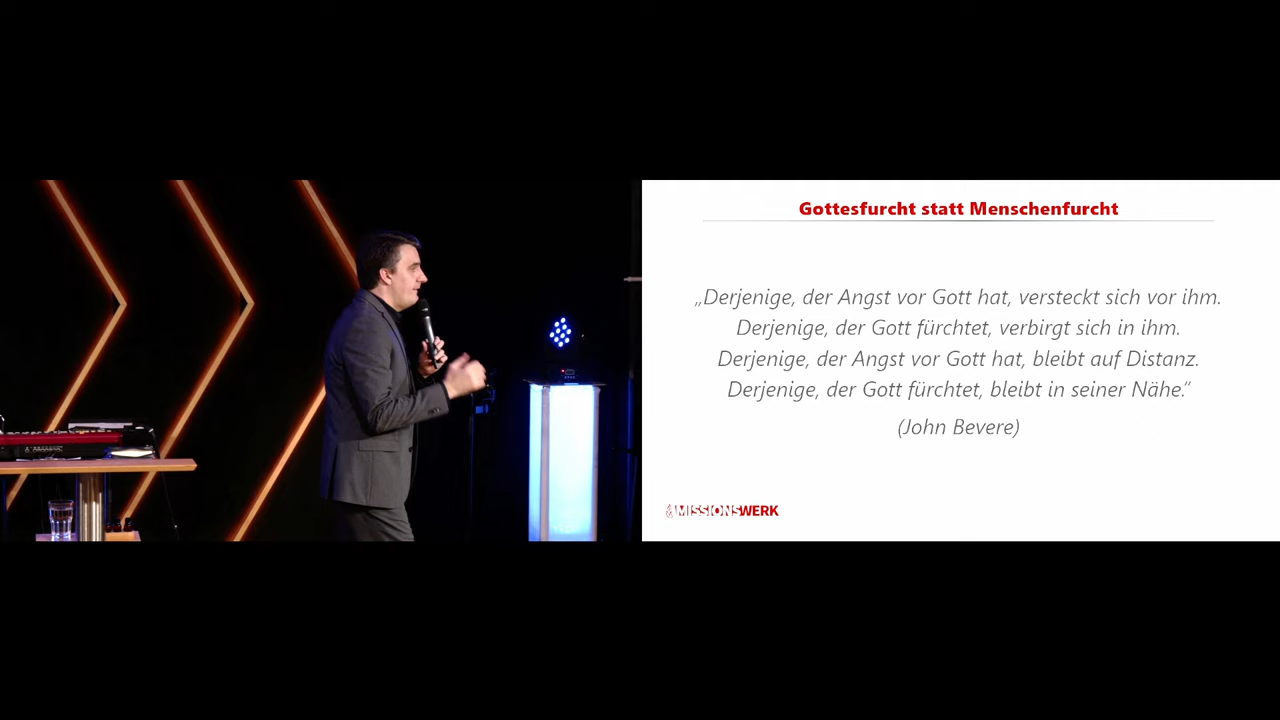 Gottesfurcht statt Menschenfurcht
„Derjenige, der Angst vor Gott hat, versteckt sich vor ihm.
Derjenige, der Gott fürchtet, verbirgt sich in ihm.
Derjenige, der Angst vor Gott hat, bleibt auf Distanz.
Derjenige, der Gott fürchtet, bleibt in seiner Nähe.“
(John Bevere)
MISSIONSWERK